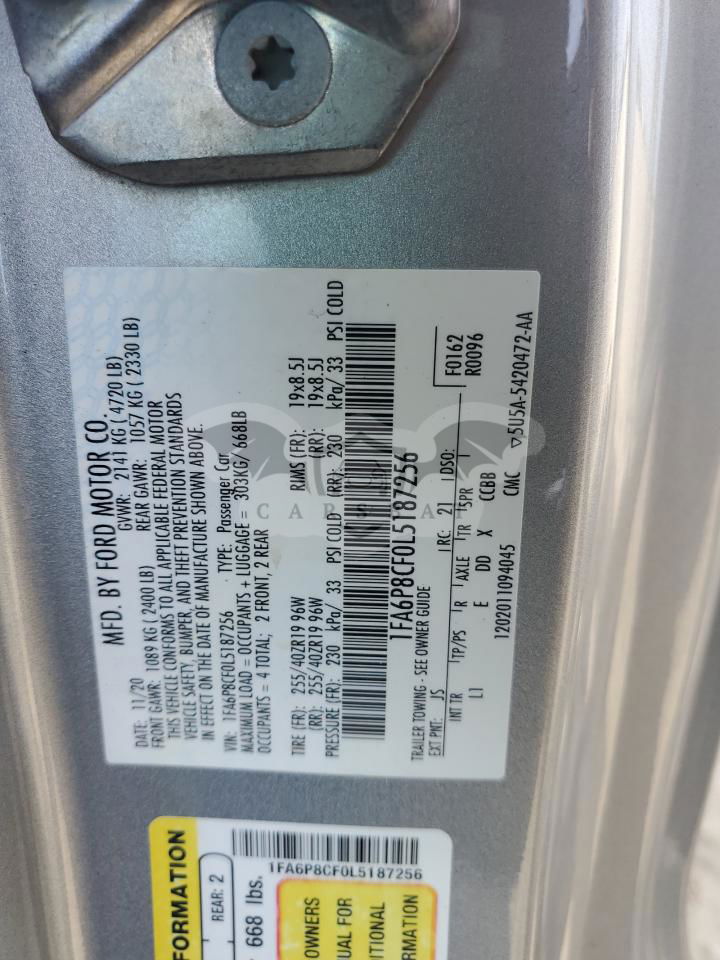 MFD. BY FORD MOTOR CO.
DATE: 11/20 GVWR: 2141 KG ( 4720 LB)
FRONT GAWR: 1089 KG ( 2400 LB) REAR GAWR: 1057 KG ( 2330 LB)
THIS VEHICLE CONFORMS TO ALL APPLICABLE FEDERAL MOTOR
VEHICLE SAFETY, BUMPER, AND THEFT PREVENTION STANDARDS
IN EFFECT ON THE DATE OF MANUFACTURE SHOWN ABOVE.
VIN: 1FA6P8CF0L5187256 TYPE: Passenger Car
MAXIMUM LOAD = OCCUPANTS + LUGGAGE = 303KG/ 668LB
OCCUPANTS = 4 TOTAL; 2 FRONT, 2 REAR
TIRE (FR): 255/40ZR19 96W RIMS (FR): 19x8.5J
(RR): 255/40ZR19 96W (RR): 19x8.5J
PRESSURE (FR): 230 kPa/ 33 PSI COLD (RR): 230 kPa/ 33 PSI COLD
1FA6P8CF0L5187256
TRAILER TOWING - SEE OWNER GUIDE
EXT PNT: JS RC: 21 DSO: F0162
R0096
INT TR TP/PS R AXLE TR SPR T
L1 E DD X CCBB
1202011094045 CMC ▽5U5A-5420472-AA
FORMATION
REAR: 2
668 lbs.
1FA6P8CF0L5187256
OWNERS
UAL FOR
ITIONAL
RMATION